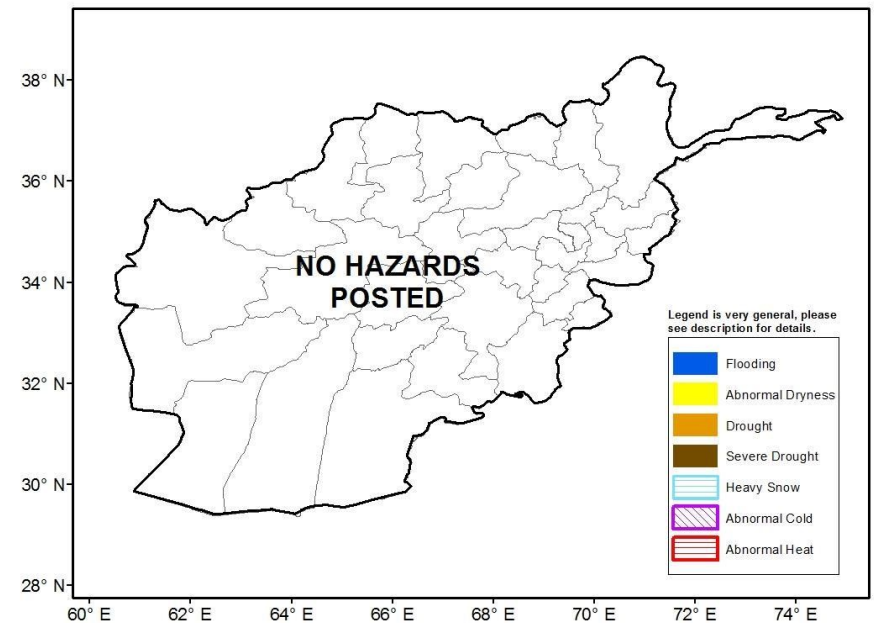 38° N
36° N
34° N
32° N
30° N
28° N
NO HAZARDS
POSTED
Legend is very general, please
see description for details.
Flooding
Abnormal Dryness
Drought
Severe Drought
Heavy Snow
Abnormal Cold
Abnormal Heat
60° E 62° E 64° E 66° E 68° E 70° E 72° E 74° E